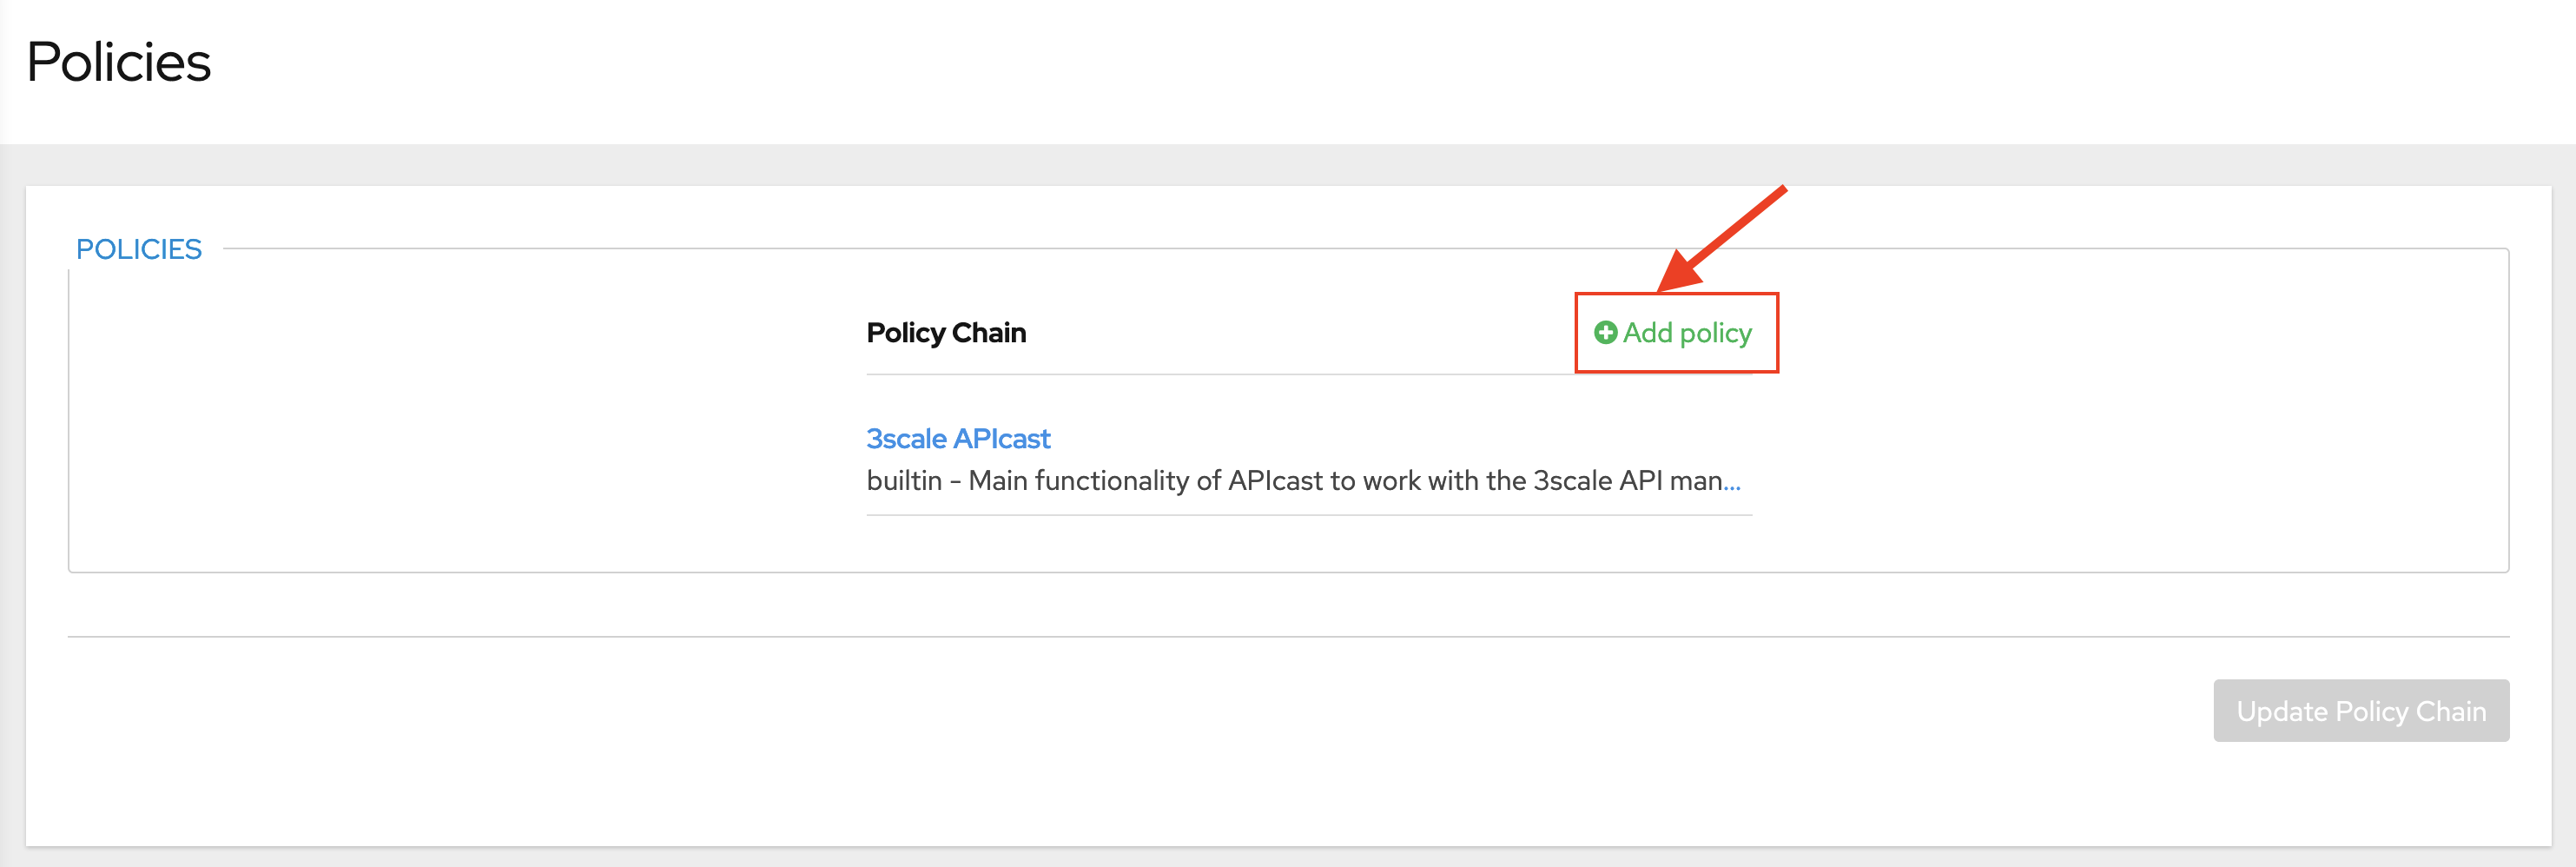 Policies
POLICIES
Policy Chain
Add policy
3scale APIcast
builtin - Main functionality of APIcast to work with the 3scale API man...
Update Policy Chain